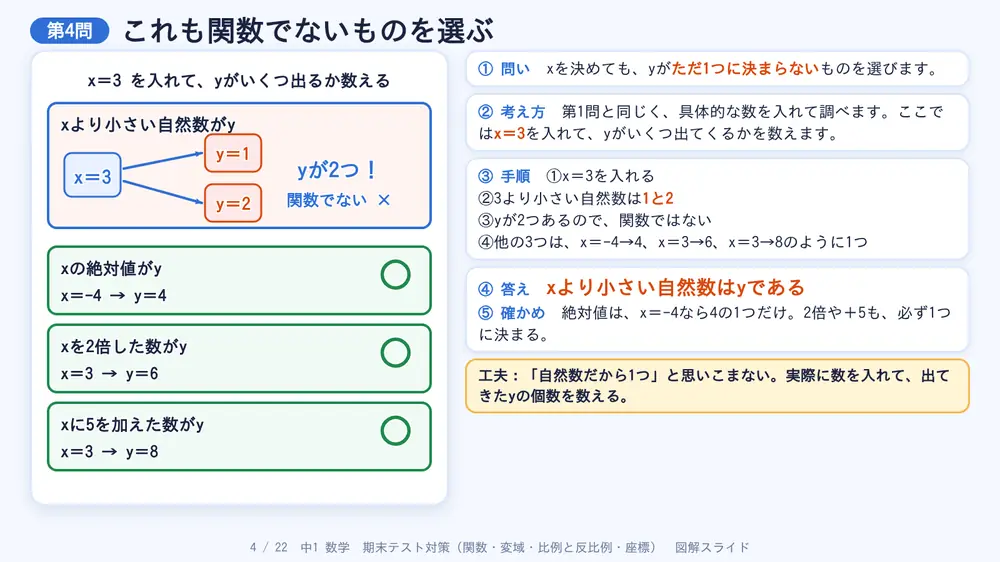 第4問 これも関数でないものを選ぶ
x=3 を入れて、yがいくつ出るか数える
xより小さい自然数がy
x=3
y=1
y=2
yが2つ！
関数でない ×
xの絶対値がy
x=-4 → y=4
xを2倍した数がy
x=3 → y=6
xに5を加えた数がy
x=3 → y=8
① 問い xを決めても、yがただ1つに決まらないものを選びます。
② 考え方 第1問と同じく、具体的な数を入れて調べます。ここで
はx=3を入れて、yがいくつ出てくるかを数えます。
③ 手順 ①x=3を入れる
②3より小さい自然数は1と2
③yが2つあるので、関数ではない
④他の3つは、x=-4→4、x=3→6、x=3→8のように1つ
④ 答え xより小さい自然数はyである
⑤ 確かめ 絶対値は、x=-4なら4の1つだけ。2倍や+5も、必ず1つ
に決まる。
工夫：「自然数だから1つ」と思いこまない。実際に数を入れて、出て
きたyの個数を数える。
4 / 22 中1 数学 期末テスト対策（関数・変域・比例と反比例・座標） 図解スライド